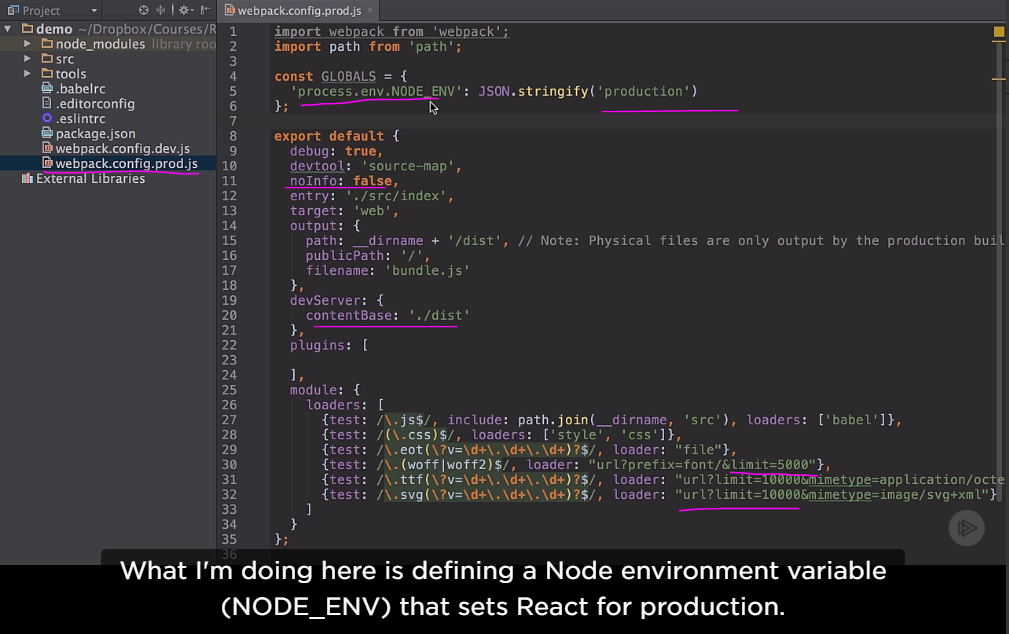 Project
webpack.config.prod.js
demo ~/Dropbox/Courses/R
node_modules library roo
src
tools
.babelrc
.editorconfig
.eslintrc
package.json
webpack.config.dev.js
webpack.config.prod.js
External Libraries
1 import webpack from 'webpack';
2 import path from 'path';
3
4 const GLOBALS = {
5 'process.env.NODE_ENV': JSON.stringify('production')
6 };
7
8 export default {
9 debug: true,
10 devtool: 'source-map',
11 noInfo: false,
12 entry: './src/index',
13 target: 'web',
14 output: {
15 path: __dirname + '/dist', // Note: Physical files are only output by the production buil
16 publicPath: '/',
17 filename: 'bundle.js'
18 },
19 devServer: {
20 contentBase: './dist'
21 },
22 plugins: [
23
24 ],
25 module: {
26 loaders: [
27 {test: /\.js$/, include: path.join(__dirname, 'src'), loaders: ['babel']},
28 {test: /(\.css)$/, loaders: ['style', 'css']},
29 {test: /\.eot(\?v=\d+\.\d+\.\d+)?$/, loader: "file"},
30 {test: /\.(woff|woff2)$/, loader: "url?prefix=font/&limit=5000"},
31 {test: /\.ttf(\?v=\d+\.\d+\.\d+)?$/, loader: "url?limit=10000&mimetype=application/octe
32 {test: /\.svg(\?v=\d+\.\d+\.\d+)?$/, loader: "url?limit=10000&mimetype=image/svg+xml"}
33 ]
34 }
35 };
36
What I'm doing here is defining a Node environment variable
(NODE_ENV) that sets React for production.